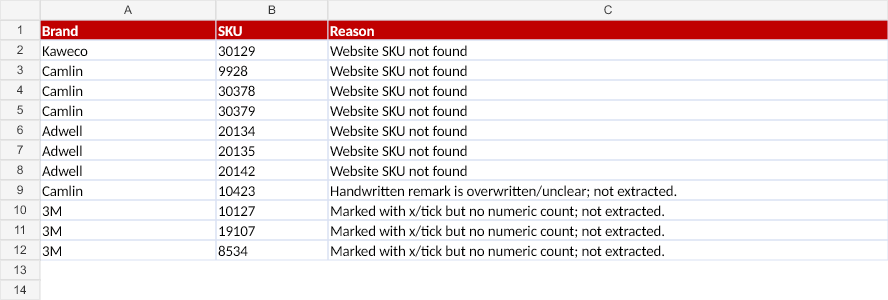 A B C
1 Brand SKU Reason
2 Kaweco 30129 Website SKU not found
3 Camlin 9928 Website SKU not found
4 Camlin 30378 Website SKU not found
5 Camlin 30379 Website SKU not found
6 Adwell 20134 Website SKU not found
7 Adwell 20135 Website SKU not found
8 Adwell 20142 Website SKU not found
9 Camlin 10423 Handwritten remark is overwritten/unclear; not extracted.
10 3M 10127 Marked with x/tick but no numeric count; not extracted.
11 3M 19107 Marked with x/tick but no numeric count; not extracted.
12 3M 8534 Marked with x/tick but no numeric count; not extracted.
13
14